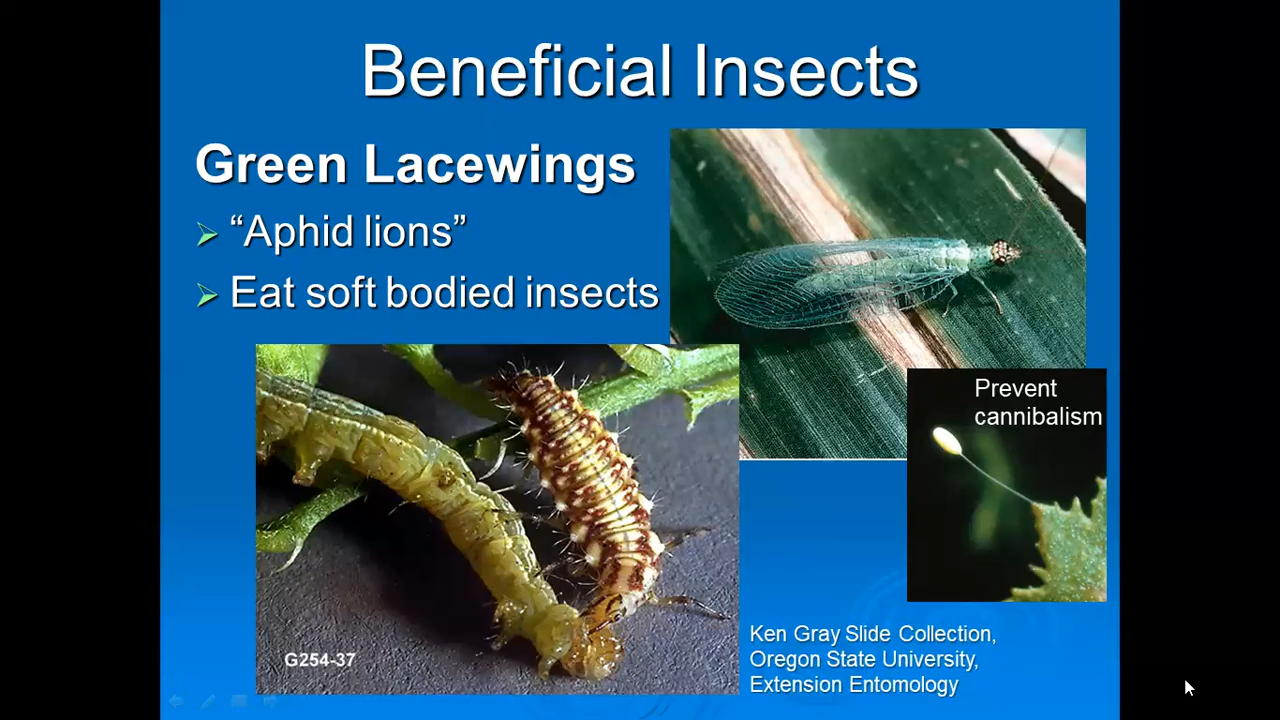 Beneficial Insects
Green Lacewings
“Aphid lions”
Eat soft bodied insects
Prevent
cannibalism
G254-37
Ken Gray Slide Collection,
Oregon State University,
Extension Entomology